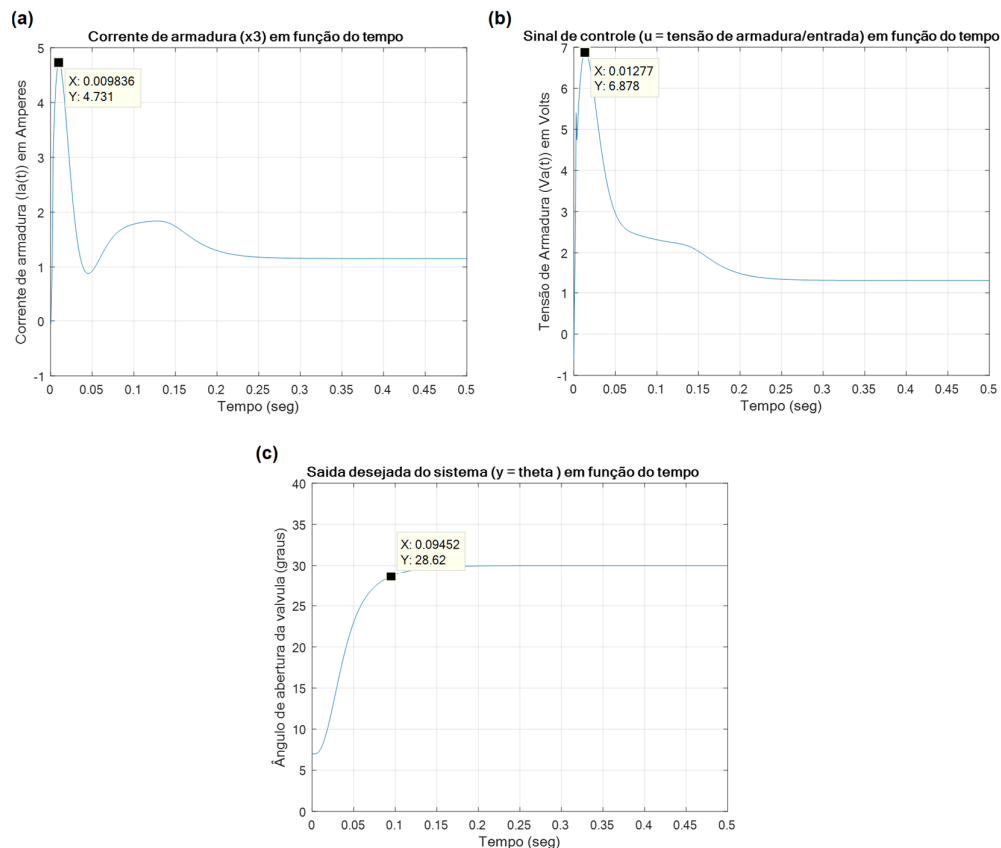 (a)
Corrente de armadura (x3) em função do tempo
5
4
3
2
1
0
-1
X: 0.009836
Y: 4.731
Corrente de armadura (Ia(t)) em Amperes
0 0.05 0.1 0.15 0.2 0.25 0.3 0.35 0.4 0.45 0.5
Tempo (seg)
(b)
Sinal de controle (u = tensão de armadura/entrada) em função do tempo
7
6
5
4
3
2
1
0
-1
X: 0.01277
Y: 6.878
Tensão de Armadura (Va(t)) em Volts
0 0.05 0.1 0.15 0.2 0.25 0.3 0.35 0.4 0.45 0.5
Tempo (seg)
(c)
Saida desejada do sistema (y = theta ) em função do tempo
40
35
30
25
20
15
10
5
0
X: 0.09452
Y: 28.62
Ângulo de abertura da valvula (graus)
0 0.05 0.1 0.15 0.2 0.25 0.3 0.35 0.4 0.45 0.5
Tempo (seg)